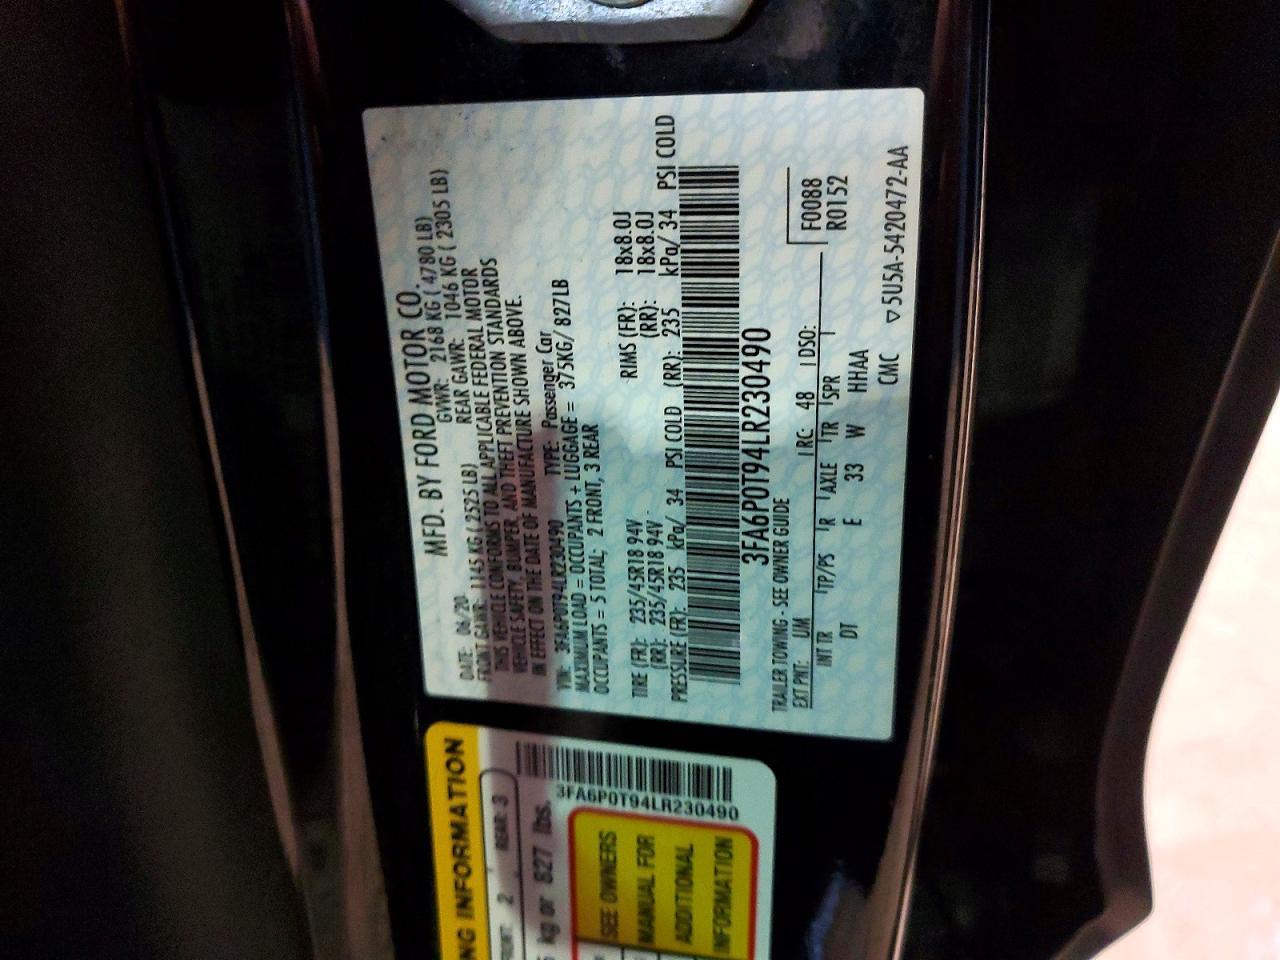 MFD. BY FORD MOTOR CO.
DATE: 06/20 GVWR: 2168 KG ( 4780 LB)
FRONT GAWR: 1145 KG ( 2525 LB) REAR GAWR: 1046 KG ( 2305 LB)
THIS VEHICLE CONFORMS TO ALL APPLICABLE FEDERAL MOTOR
VEHICLE SAFETY, BUMPER, AND THEFT PREVENTION STANDARDS
IN EFFECT ON THE DATE OF MANUFACTURE SHOWN ABOVE.
VIN: 3FA6P0T94LR230490 TYPE: Passenger Car
MAXIMUM LOAD = OCCUPANTS + LUGGAGE = 375KG/ 827LB
OCCUPANTS = 5 TOTAL; 2 FRONT, 3 REAR
TIRE (FR): 235/45R18 94V RIMS (FR): 18x8.0J
(RR): 235/45R18 94V (RR): 18x8.0J
PRESSURE (FR): 235 kPa/ 34 PSI COLD (RR): 235 kPa/ 34 PSI COLD
3FA6P0T94LR230490
TRAILER TOWING - SEE OWNER GUIDE
EXT PNT: UM RC: 48 DSO: F0088
INT TR TP/PS R AXLE TR SPR R0152
DT E 33 W HHAA
CMC ▽5U5A-5420472-AA
NG INFORMATION
2 REAR: 3
kg or 827 lbs.
3FA6P0T94LR230490
SEE OWNERS
MANUAL FOR
ADDITIONAL
INFORMATION